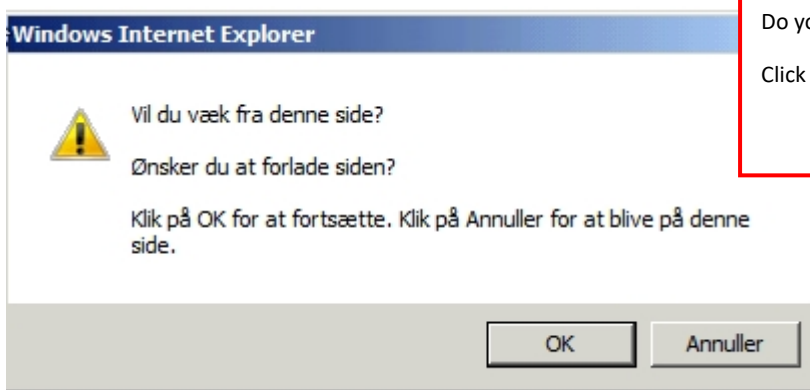 Windows Internet Explorer
Do
Click
Vil du væk fra denne side?
Ønsker du at forlade siden?
Klik på OK for at fortsætte. Klik på Annuller for at blive på denne
side.
OK
Annuller